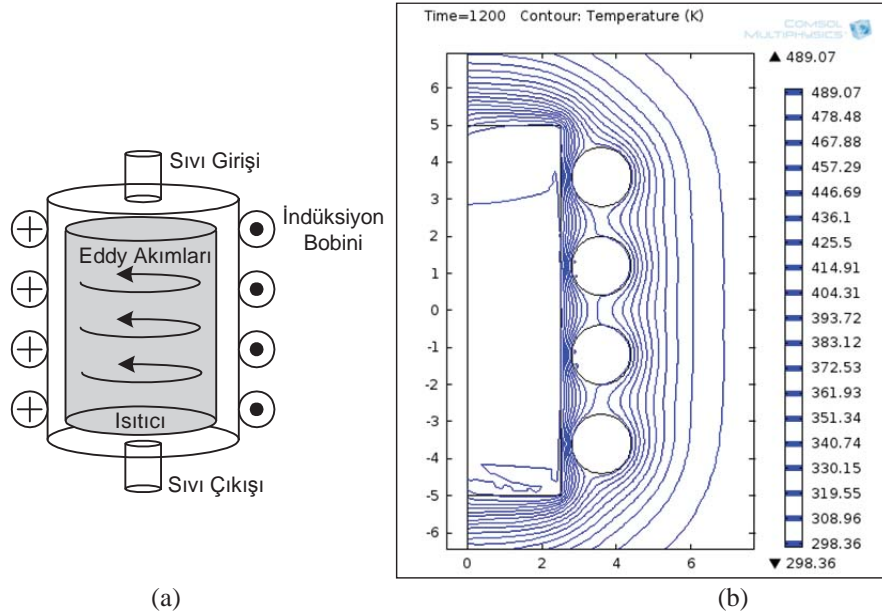 Sıvı Girişi
İndüksiyon
Bobini
Eddy Akımları
Isıtıcı
Sıvı Çıkışı
(a)
Time=1200 Contour: Temperature (K)
COMSOL
MULTIPHYSICS
▲ 489.07
489.07
478.48
467.88
457.29
446.69
436.1
425.5
414.91
404.31
393.72
383.12
372.53
361.93
351.34
340.74
330.15
319.55
308.96
298.36
▼ 298.36
6
5
4
3
2
1
0
-1
-2
-3
-4
-5
-6
0 2 4 6
(b)